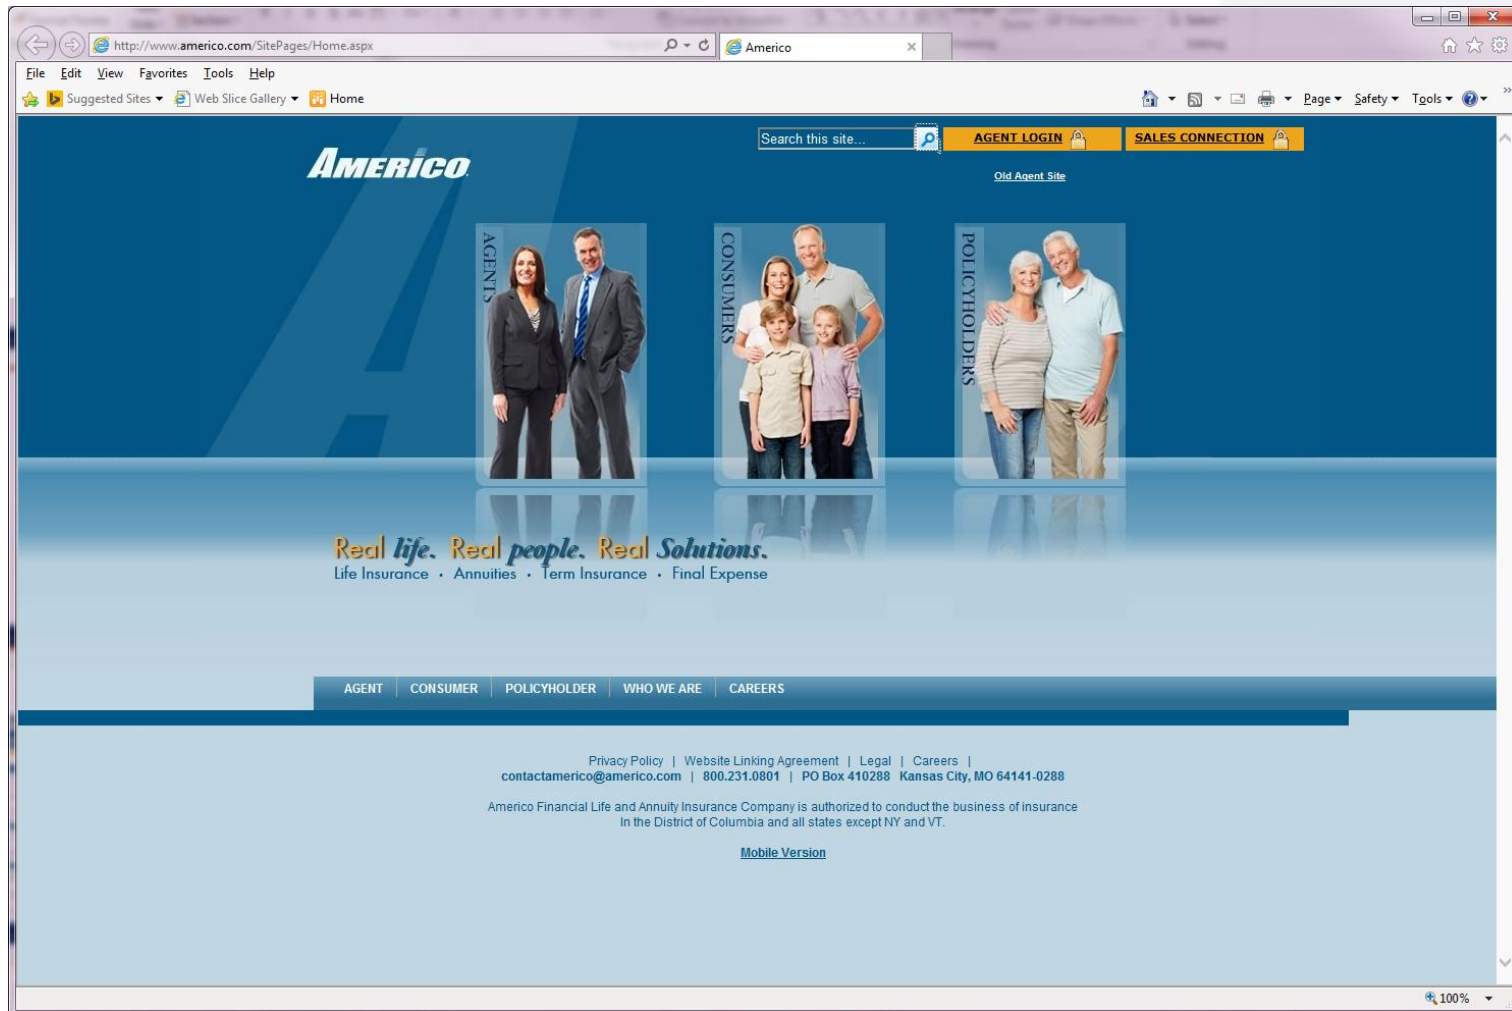 http://www.americo.com/SitePages/Home.aspx
Americo
File Edit View Favorites Tools Help
Suggested Sites Web Slice Gallery Home
Page Safety Tools
Search this site...
AGENT LOGIN
SALES CONNECTION
AMERICO
Old Agent Site
AGENTS
CONSUMERS
POLICYHOLDERS
Real life. Real people. Real Solutions.
Life Insurance • Annuities • Term Insurance • Final Expense
AGENT CONSUMER POLICYHOLDER WHO WE ARE CAREERS
Privacy Policy | Website Linking Agreement | Legal | Careers |
contactamerico@americo.com | 800.231.0801 | PO Box 410288 Kansas City, MO 64141-0288
Americo Financial Life and Annuity Insurance Company is authorized to conduct the business of insurance
In the District of Columbia and all states except NY and VT.
Mobile Version
100%